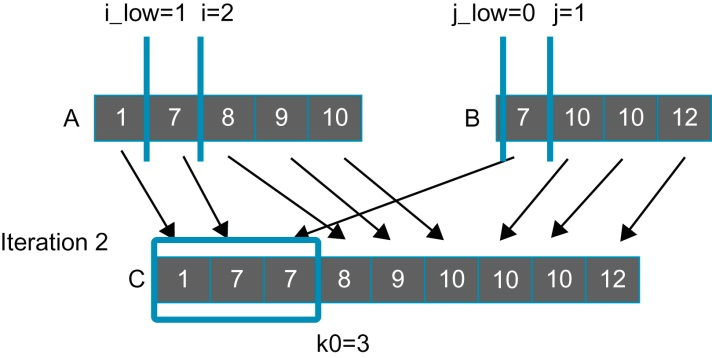 i_low=1 i=2 j_low=0 j=1
A 1 7 8 9 10 B 7 10 10 12
Iteration 2
C 1 7 7 8 9 10 10 10 12
k0=3